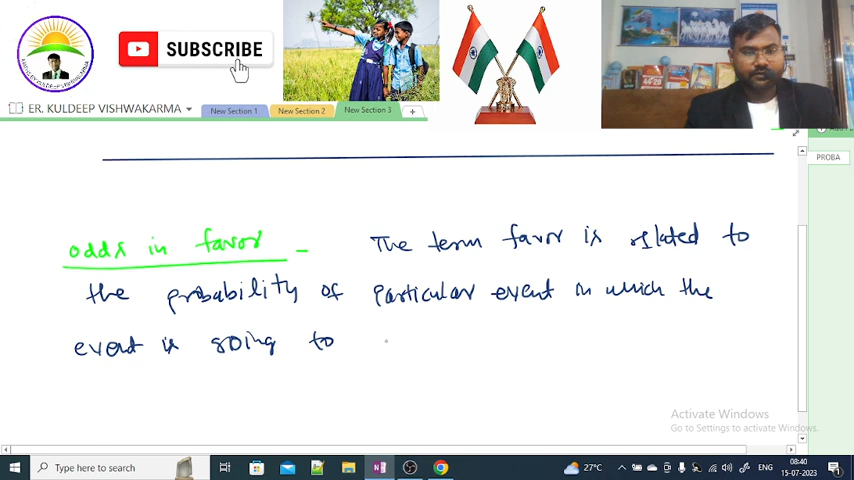 SUBSCRIBE
ER. KULDEEP VISHWAKARMA
New Section 1
New Section 2
New Section 3
+
PROBA
odds in favor - The term favor is related to
the probability of particular event in which the
event is going to
Activate Windows
Go to Settings to activate Windows.
Type here to search
27°C
ENG
08:40
15-07-2023